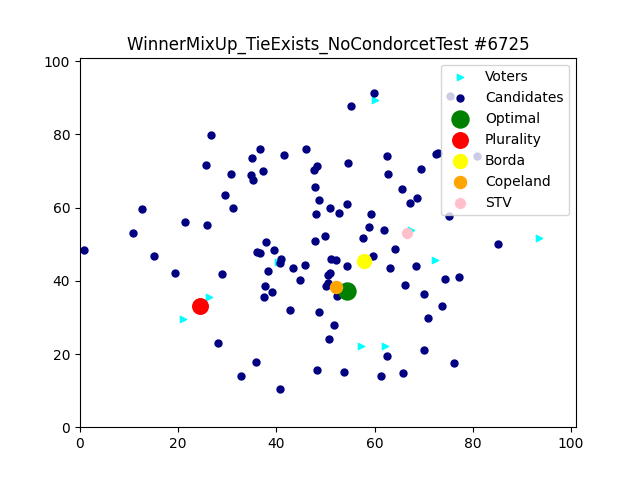 WinnerMixUp_TieExists_NoCondorcetTest #6725
100
80
60
40
20
0
0
20
40
60
80
100
Voters
Candidates
Optimal
Plurality
Borda
Copeland
STV